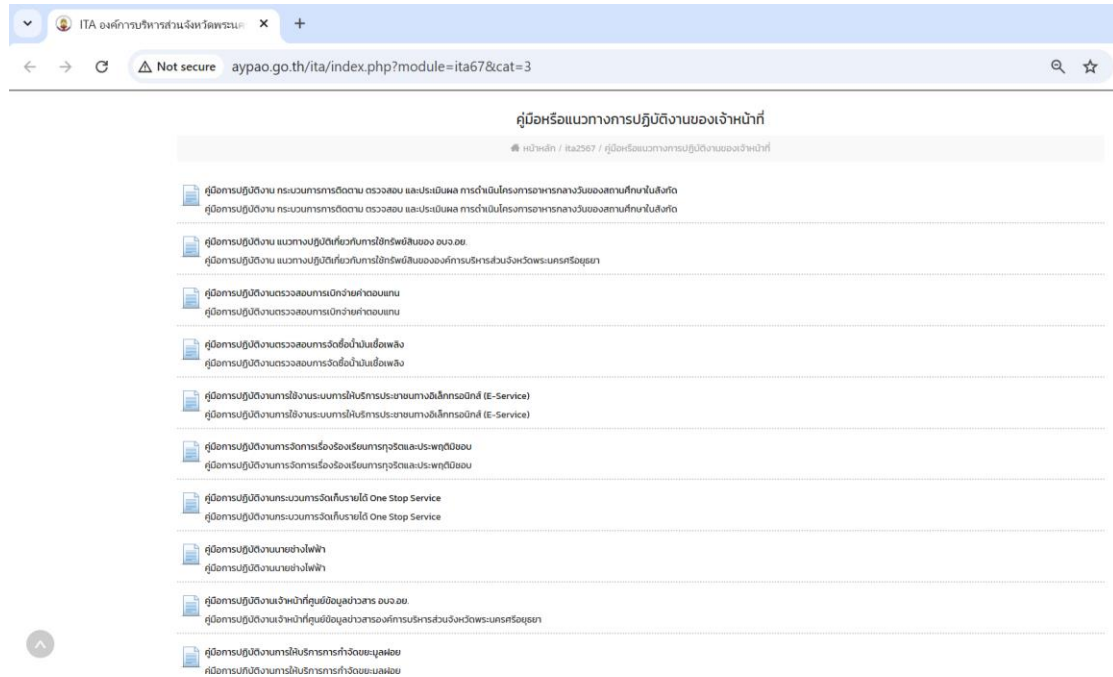 ITA องค์การบริหารส่วนจังหวัดพระนค
Not secure aypao.go.th/ita/index.php?module=ita67&cat=3
คู่มือหรือแนวทางการปฏิบัติงานของเจ้าหน้าที่
หน้าหลัก / ita2567 / คู่มือหรือแนวทางการปฏิบัติงานของเจ้าหน้าที่
คู่มือการปฏิบัติงาน กระบวนการการติดตาม ตรวจสอบ และประเมินผล การดำเนินโครงการอาหารกลางวันของสถานศึกษาในสังกัด
คู่มือการปฏิบัติงาน กระบวนการการติดตาม ตรวจสอบ และประเมินผล การดำเนินโครงการอาหารกลางวันของสถานศึกษาในสังกัด
คู่มือการปฏิบัติงาน แนวทางปฏิบัติเกี่ยวกับการใช้ทรัพย์สินของ อบจ.อย.
คู่มือการปฏิบัติงาน แนวทางปฏิบัติเกี่ยวกับการใช้ทรัพย์สินขององค์การบริหารส่วนจังหวัดพระนครศรีอยุธยา
คู่มือการปฏิบัติงานตรวจสอบการเบิกจ่ายค่าตอบแทน
คู่มือการปฏิบัติงานตรวจสอบการเบิกจ่ายค่าตอบแทน
คู่มือการปฏิบัติงานตรวจสอบการจัดซื้อน้ำมันเชื้อเพลิง
คู่มือการปฏิบัติงานตรวจสอบการจัดซื้อน้ำมันเชื้อเพลิง
คู่มือการปฏิบัติงานการใช้งานระบบการให้บริการประชาชนทางอิเล็กทรอนิกส์ (E-Service)
คู่มือการปฏิบัติงานการใช้งานระบบการให้บริการประชาชนทางอิเล็กทรอนิกส์ (E-Service)
คู่มือการปฏิบัติงานการจัดการเรื่องร้องเรียนการทุจริตและประพฤติมิชอบ
คู่มือการปฏิบัติงานการจัดการเรื่องร้องเรียนการทุจริตและประพฤติมิชอบ
คู่มือการปฏิบัติงานกระบวนการจัดเก็บรายได้ One Stop Service
คู่มือการปฏิบัติงานกระบวนการจัดเก็บรายได้ One Stop Service
คู่มือการปฏิบัติงานนายช่างไฟฟ้า
คู่มือการปฏิบัติงานนายช่างไฟฟ้า
คู่มือการปฏิบัติงานเจ้าหน้าที่ศูนย์ข้อมูลข่าวสาร อบจ.อย.
คู่มือการปฏิบัติงานเจ้าหน้าที่ศูนย์ข้อมูลข่าวสารองค์การบริหารส่วนจังหวัดพระนครศรีอยุธยา
คู่มือการปฏิบัติงานการให้บริการการกำจัดขยะมูลฝอย
คู่มือการปฏิบัติงานการให้บริการการกำจัดขยะมูลฝอย